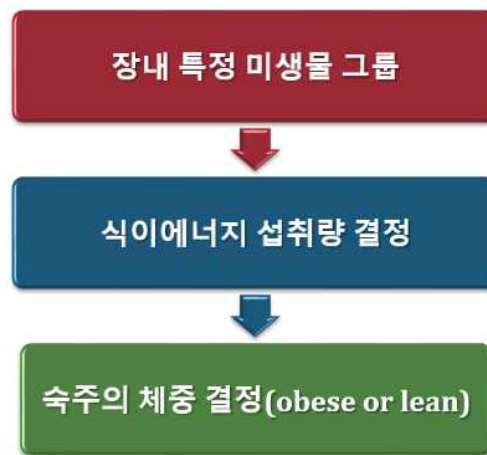 장내 특정 미생물 그룹
식이에너지 섭취량 결정
숙주의 체중 결정(obese or lean)